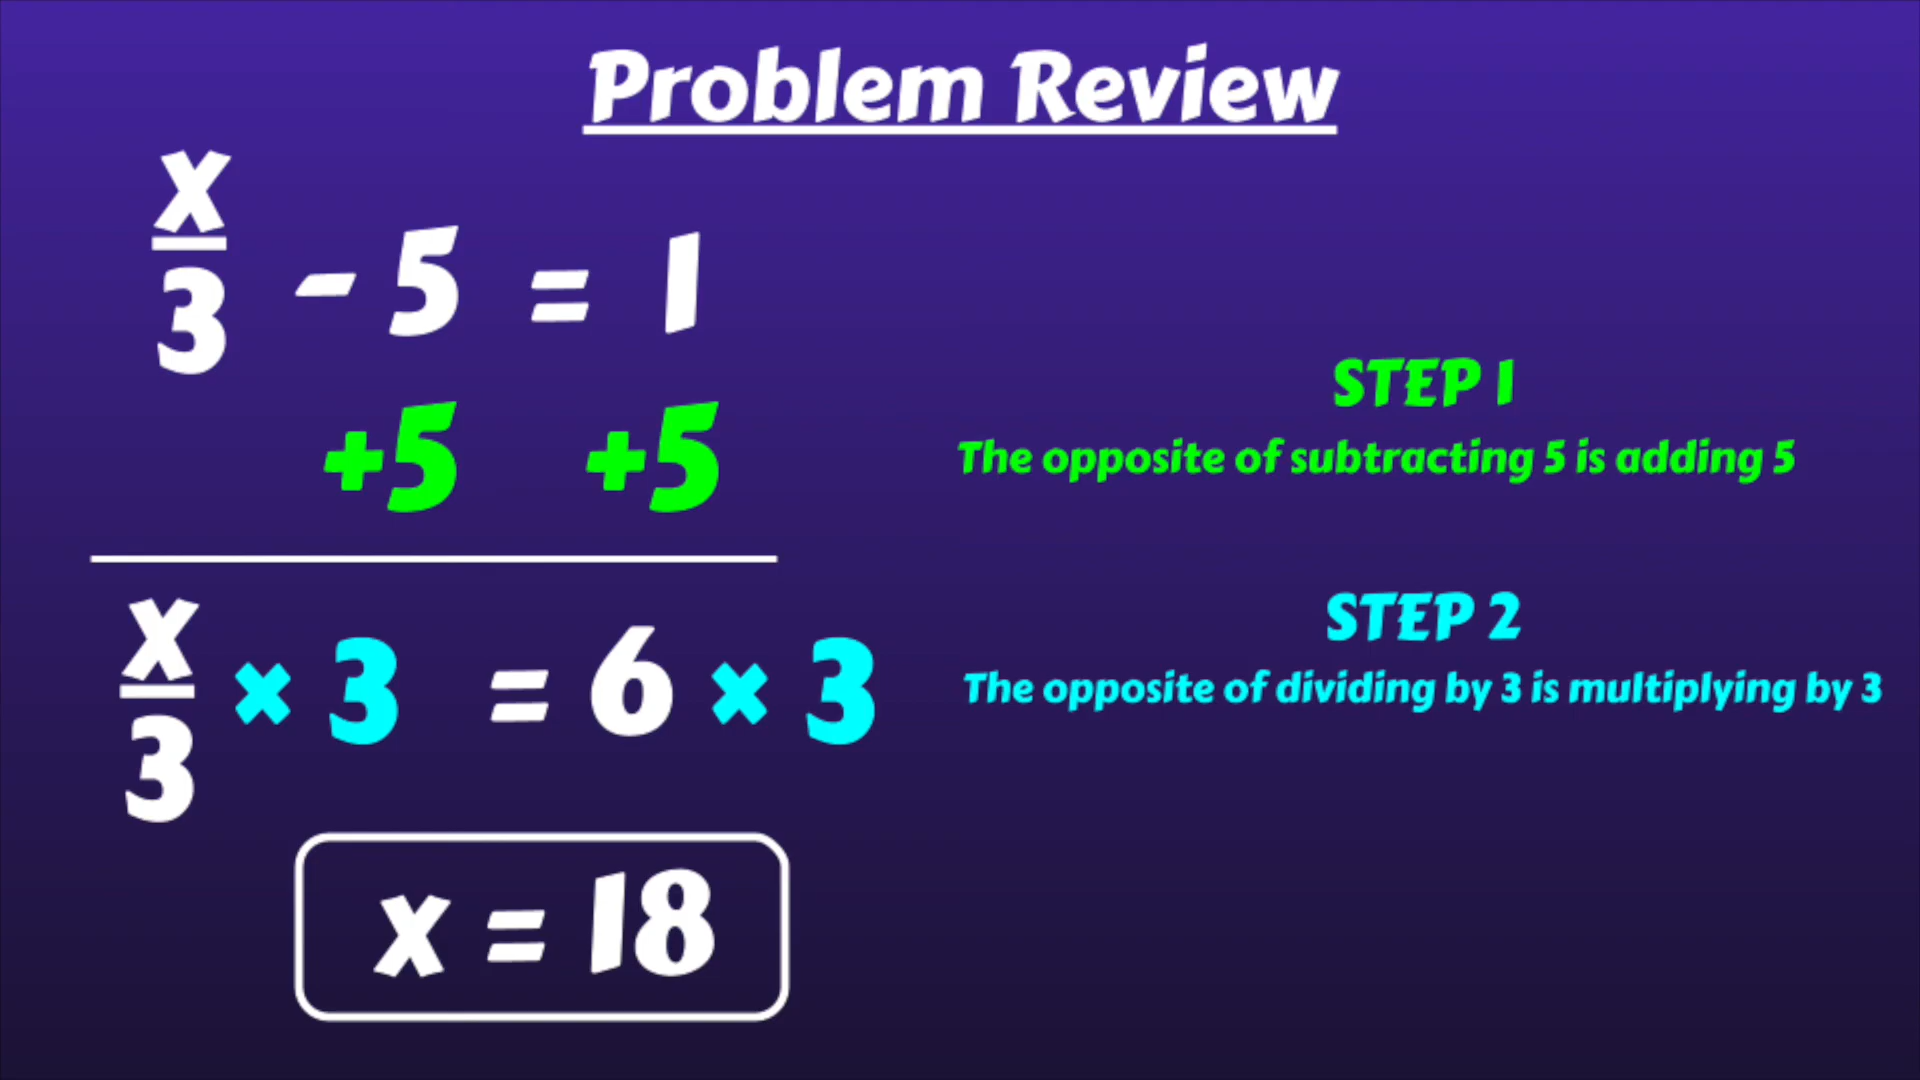 Problem Review
x/3 - 5 = 1
+5 +5
STEP 1
The opposite of subtracting 5 is adding 5
x/3 × 3 = 6 × 3
STEP 2
The opposite of dividing by 3 is multiplying by 3
x = 18